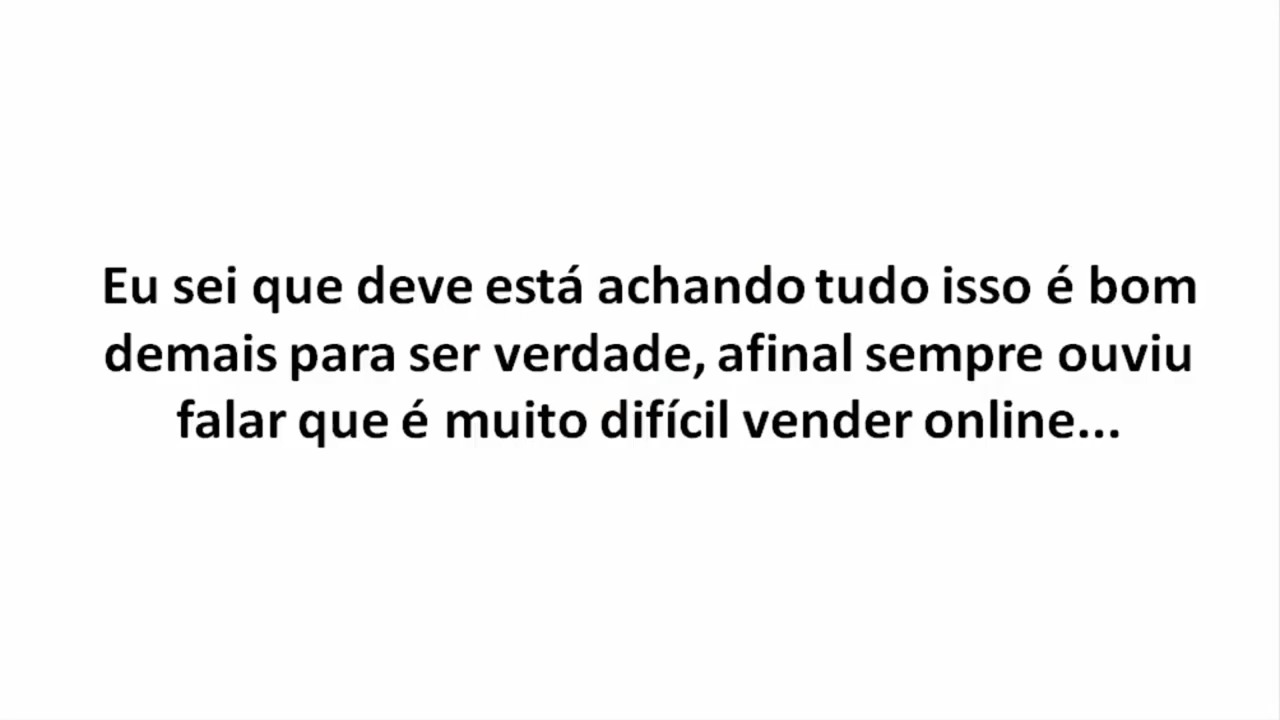 Eu sei que deve está achando tudo isso é bom
demais para ser verdade, afinal sempre ouviu
falar que é muito difícil vender online...